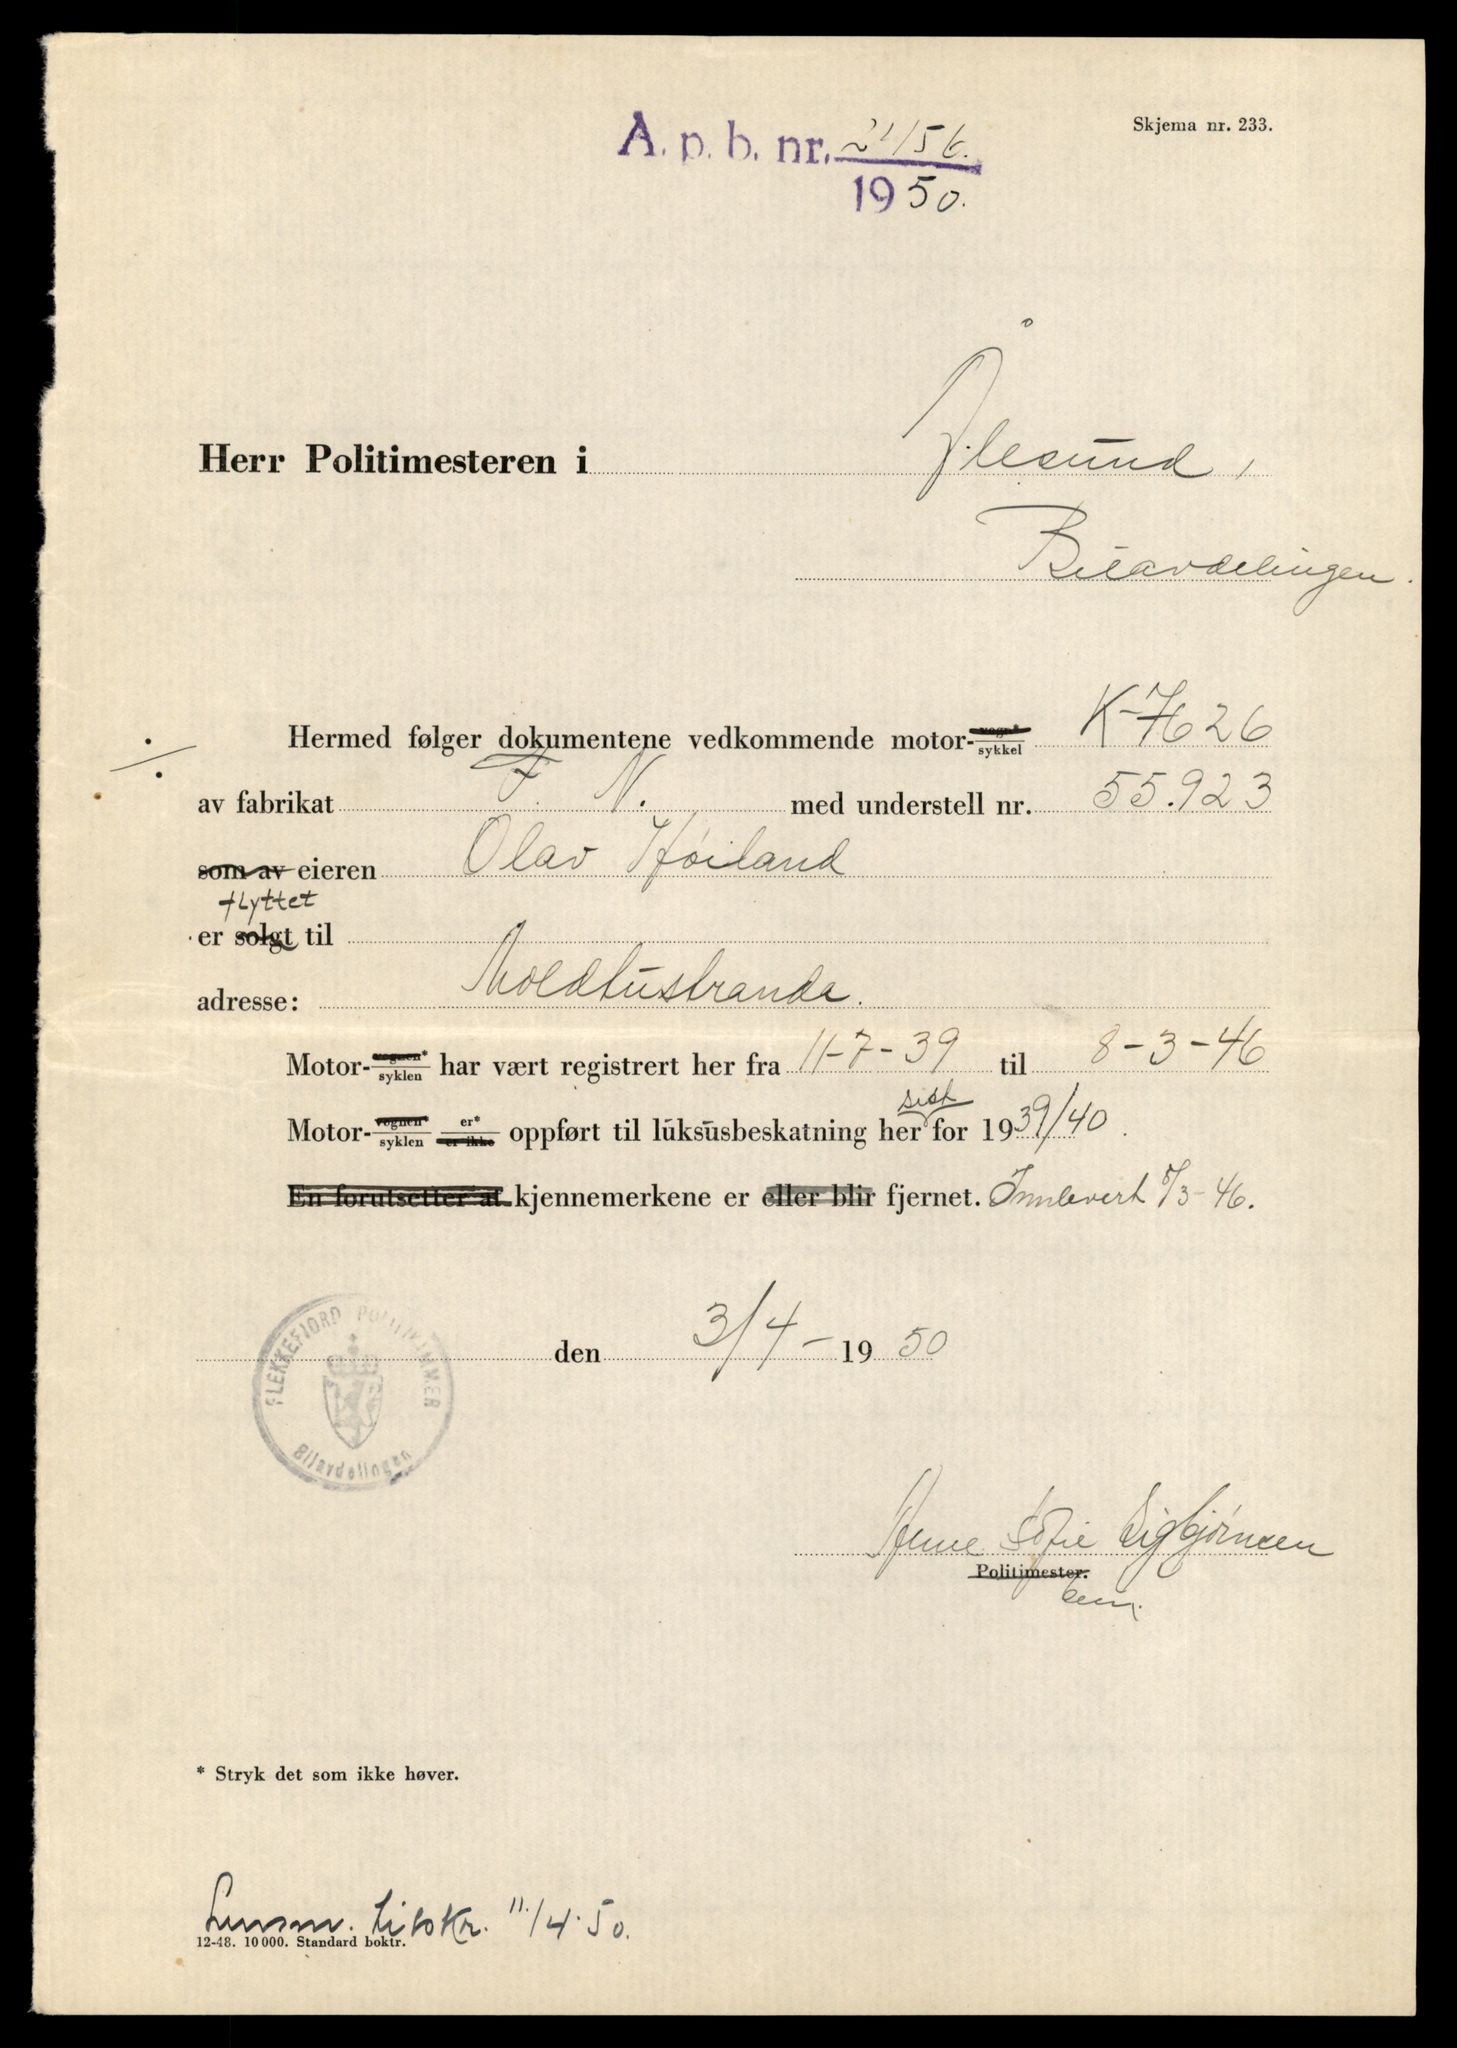 Skjema nr. 233.
A. p. b. nr. 2156.
1950.
Herr Politimesteren i Ålesund,
Bilavdelingen.
Hermed følger dokumentene vedkommende motor-vogn*/sykkel K-7626
av fabrikat F. N. med understell nr. 55.923
som av eieren Olav Høiland
flyttet
er solgt til
adresse: Moldtustranda.
Motor-vognen*/syklen har vært registrert her fra 11-7-39 til 8-3-46
sist
Motor-vognen*/syklen er*/er ikke oppført til luksusbeskatning her for 1939/40.
En forutsetter at kjennemerkene er eller blir fjernet. Innlevert 8/3-46.
FLEKKEFJORD POLITIKAMMER
Bilavdelingen
den 3/4- 1950
Sofie Sigbjørnsen
Politimester.
* Stryk det som ikke høver.
Lensm. tilskr. 11/4.50.
12-48. 10 000. Standard boktr.